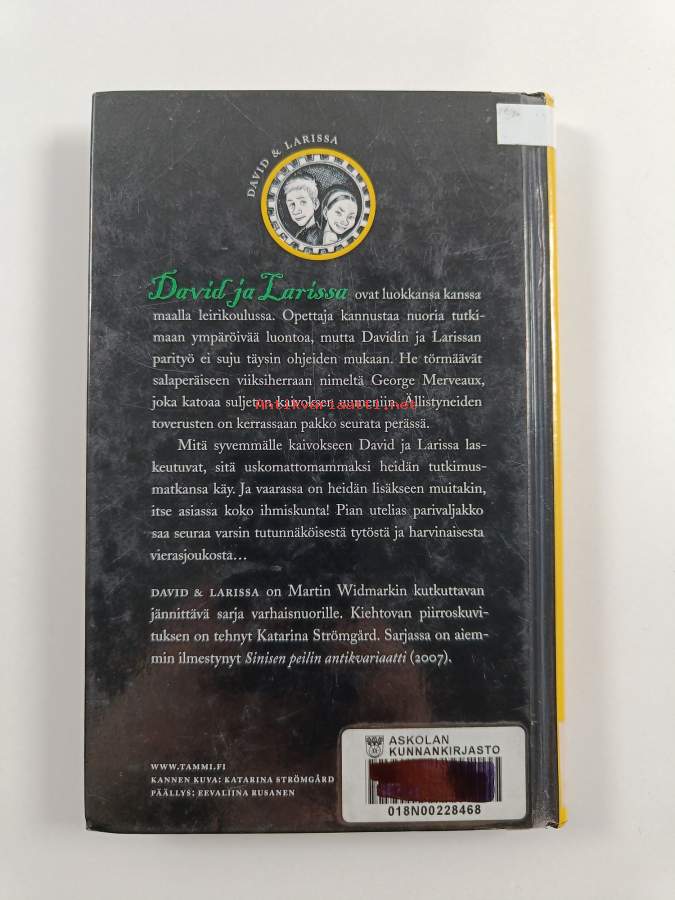 DAVID & LARISSA
David ja Larissa ovat luokkansa kanssa
maalla leirikoulussa. Opettaja kannustaa nuoria tutki-
maan ympäröivää luontoa, mutta Davidin ja Larissan
parityö ei suju täysin ohjeiden mukaan. He törmäävät
salaperäiseen viiksiherraan nimeltä George Merveaux,
joka katoaa suljetun kaivoksen uumeniin. Ällistyneiden
Antikvariaatti.net
toverusten on kerrassaan pakko seurata perässä.
Mitä syvemmälle kaivokseen David ja Larissa las-
keutuvat, sitä uskomattomammaksi heidän tutkimus-
matkansa käy. Ja vaarassa on heidän lisäkseen muitakin,
itse asiassa koko ihmiskunta! Pian utelias parivaljakko
saa seuraa varsin tutunnäköisestä tytöstä ja harvinaisesta
vierasjoukosta...
DAVID & LARISSA on Martin Widmarkin kutkuttavan
jännittävä sarja varhaisnuorille. Kiehtovan piirroskuvi-
tuksen on tehnyt Katarina Strömgård. Sarjassa on aiem-
min ilmestynyt Sinisen peilin antikvariaatti (2007).
WWW.TAMMI.FI
KANNEN KUVA: KATARINA STRÖMGÅRD
PÄÄLLYS: EEVALIINA RUSANEN
ASKOLAN
KUNNANKIRJASTO
018N00228468